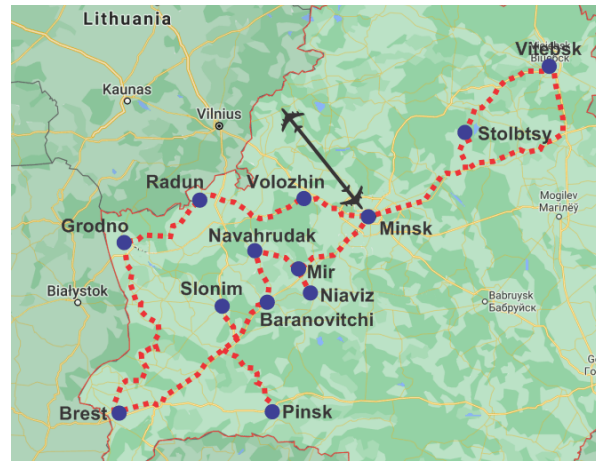 Lithuania
Vitebsk
Kaunas
Vilnius
Stolbtsy
Radun
Volozhin
Mogilev
Магілёў
Minsk
Grodno
Navahrudak
Mir
Białystok
Slonim
Niaviz
Babruysk
Бабруйск
Baranovitchi
Brest
Pinsk